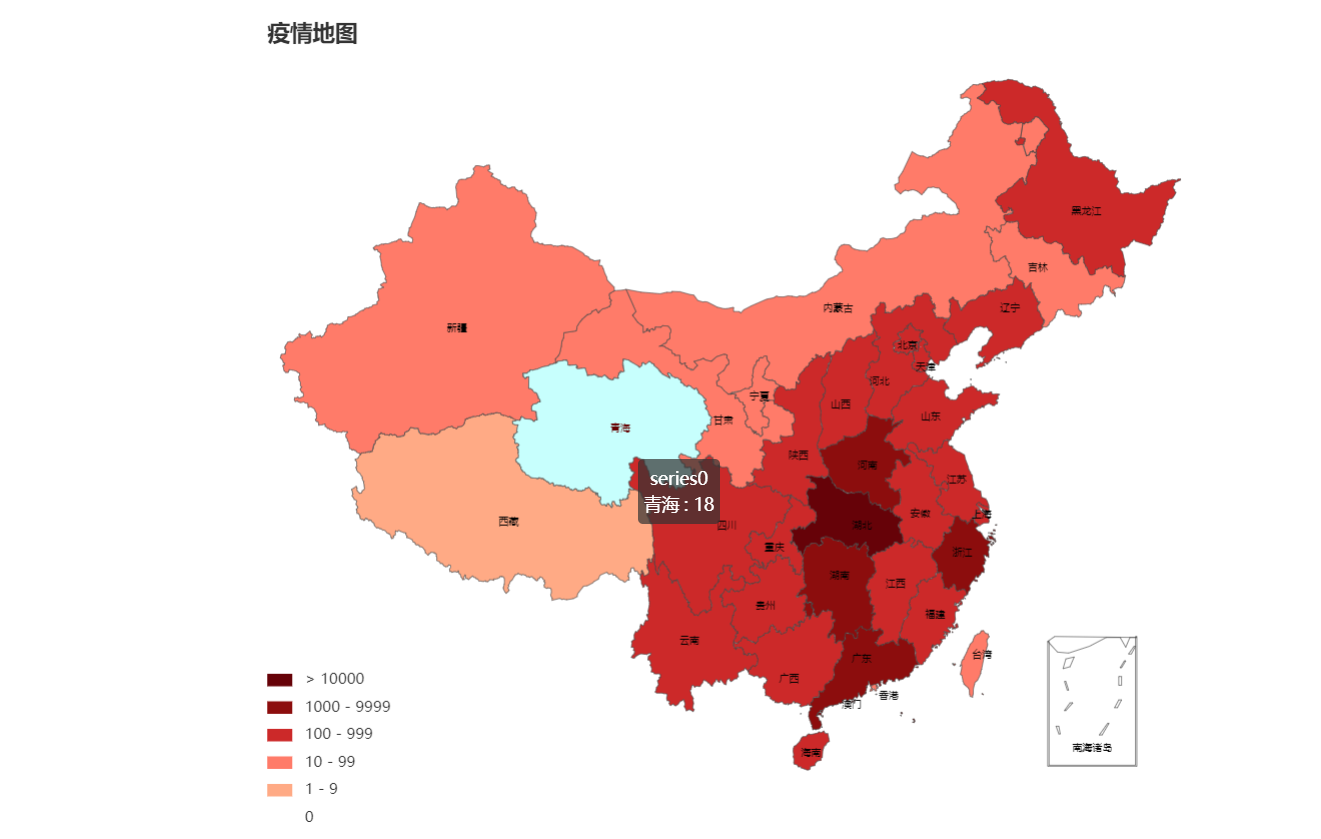 疫情地图
黑龙江
吉林
内蒙古
辽宁
新疆
北京
天津
河北
宁夏
山西
山东
甘肃
青海
陕西
河南
series0
青海 : 18
江苏
安徽
上海
西藏
四川
湖北
重庆
浙江
湖南
江西
贵州
福建
云南
台湾
广东
广西
香港
澳门
海南
南海诸岛
> 10000
1000 - 9999
100 - 999
10 - 99
1 - 9
0